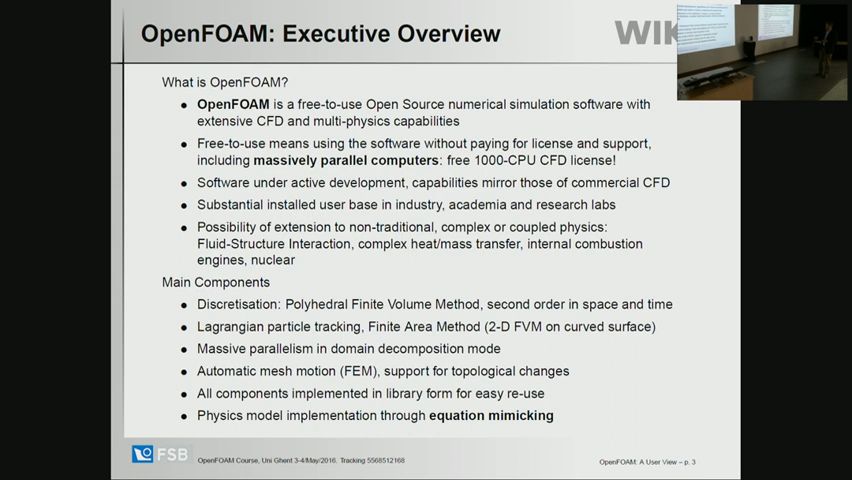 OpenFOAM: Executive Overview
WIK
What is OpenFOAM?
• OpenFOAM is a free-to-use Open Source numerical simulation software with
extensive CFD and multi-physics capabilities
• Free-to-use means using the software without paying for license and support,
including massively parallel computers: free 1000-CPU CFD license!
• Software under active development, capabilities mirror those of commercial CFD
• Substantial installed user base in industry, academia and research labs
• Possibility of extension to non-traditional, complex or coupled physics:
Fluid-Structure Interaction, complex heat/mass transfer, internal combustion
engines, nuclear
Main Components
• Discretisation: Polyhedral Finite Volume Method, second order in space and time
• Lagrangian particle tracking, Finite Area Method (2-D FVM on curved surface)
• Massive parallelism in domain decomposition mode
• Automatic mesh motion (FEM), support for topological changes
• All components implemented in library form for easy re-use
• Physics model implementation through equation mimicking
FSB
OpenFOAM Course, Uni Ghent 3-4/May/2016. Tracking 5568512168
OpenFOAM: A User View – p. 3